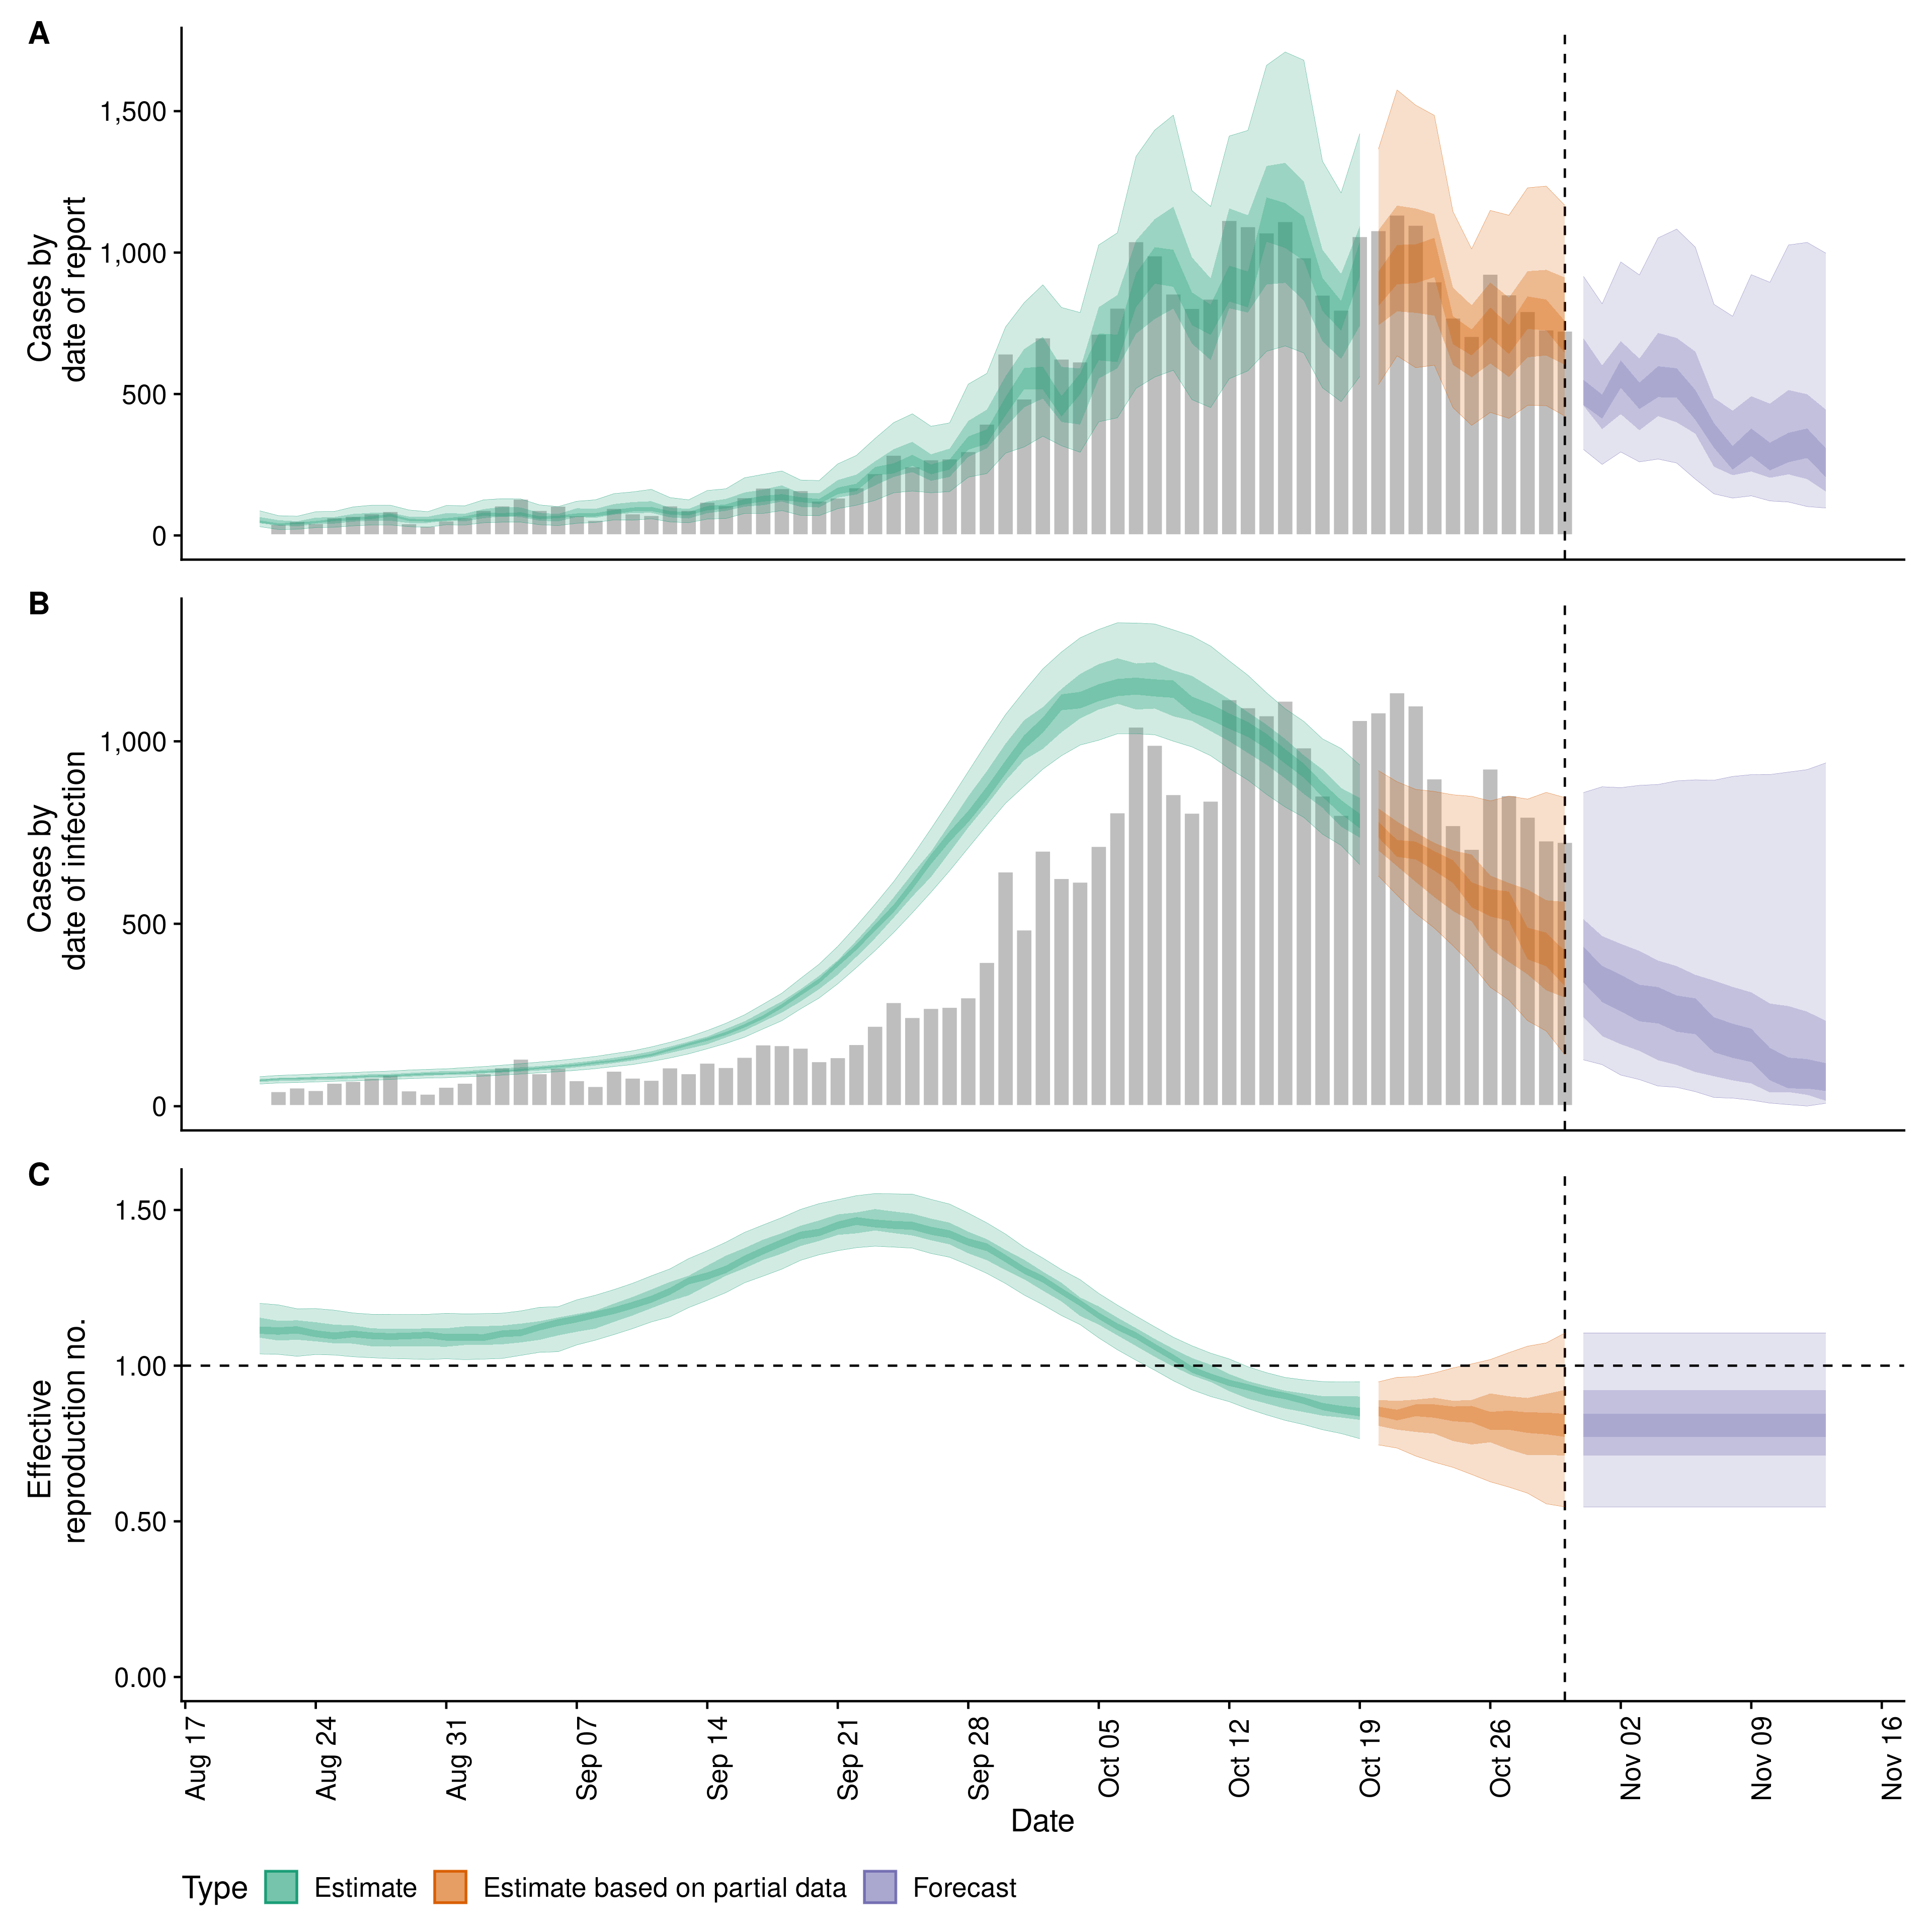 A
Cases by
date of report
1,500
1,000
500
0
B
Cases by
date of infection
1,000
500
0
C
Effective
reproduction no.
1.50
1.00
0.50
0.00
Aug 17
Aug 24
Aug 31
Sep 07
Sep 14
Sep 21
Sep 28
Oct 05
Oct 12
Oct 19
Oct 26
Nov 02
Nov 09
Nov 16
Date
Type Estimate Estimate based on partial data Forecast